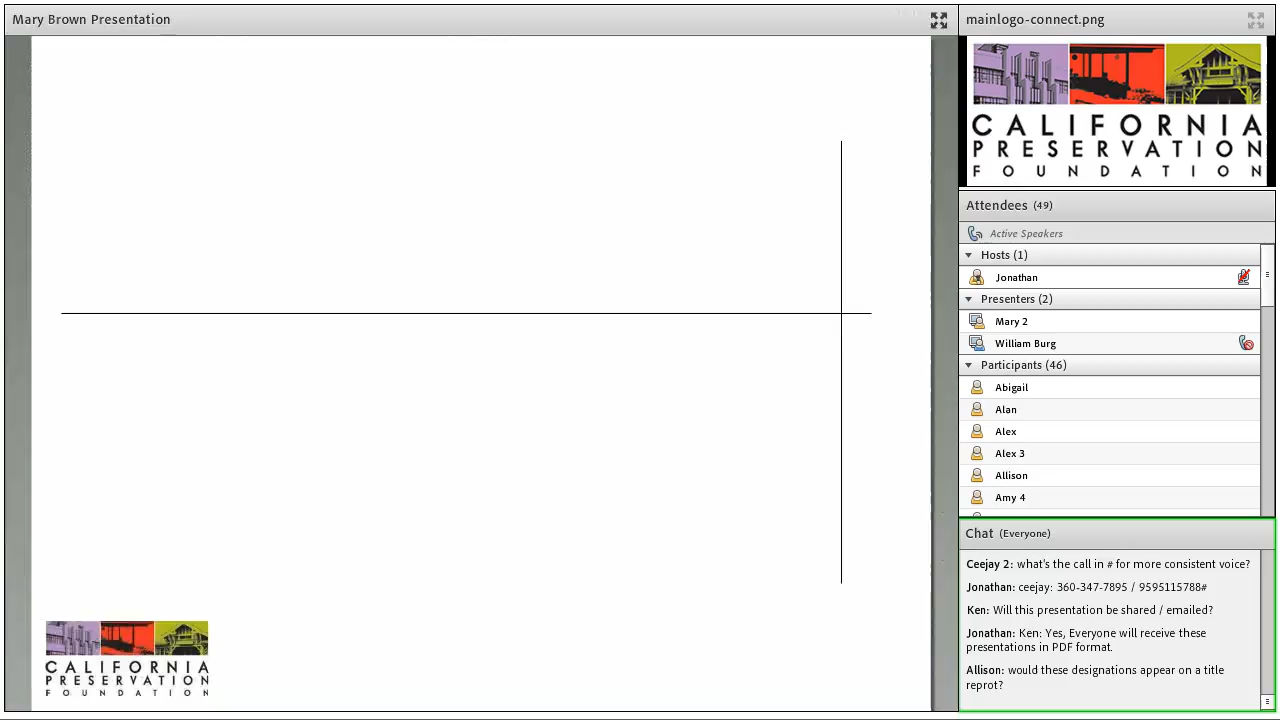 Mary Brown Presentation
CALIFORNIA
PRESERVATION
FOUNDATION
mainlogo-connect.png
CALIFORNIA
PRESERVATION
FOUNDATION
Attendees (49)
Active Speakers
Hosts (1)
Jonathan
Presenters (2)
Mary 2
William Burg
Participants (46)
Abigail
Alan
Alex
Alex 3
Allison
Amy 4
Chat (Everyone)
Ceejay 2: what's the call in # for more consistent voice?
Jonathan: ceejay: 360-347-7895 / 9595115788#
Ken: Will this presentation be shared / emailed?
Jonathan: Ken, Yes, Everyone will receive these
presentations in PDF format.
Allison: would these designations appear on a title
reprot?